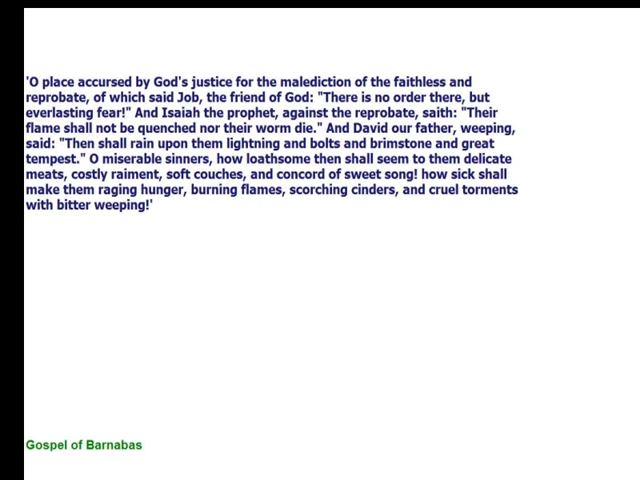 'O place accursed by God's justice for the malediction of the faithless and
reprobate, of which said Job, the friend of God: "There is no order there, but
everlasting fear!" And Isaiah the prophet, against the reprobate, saith: "Their
flame shall not be quenched nor their worm die." And David our father, weeping,
said: "Then shall rain upon them lightning and bolts and brimstone and great
tempest." O miserable sinners, how loathsome then shall seem to them delicate
meats, costly raiment, soft couches, and concord of sweet song! how sick shall
make them raging hunger, burning flames, scorching cinders, and cruel torments
with bitter weeping!'
Gospel of Barnabas